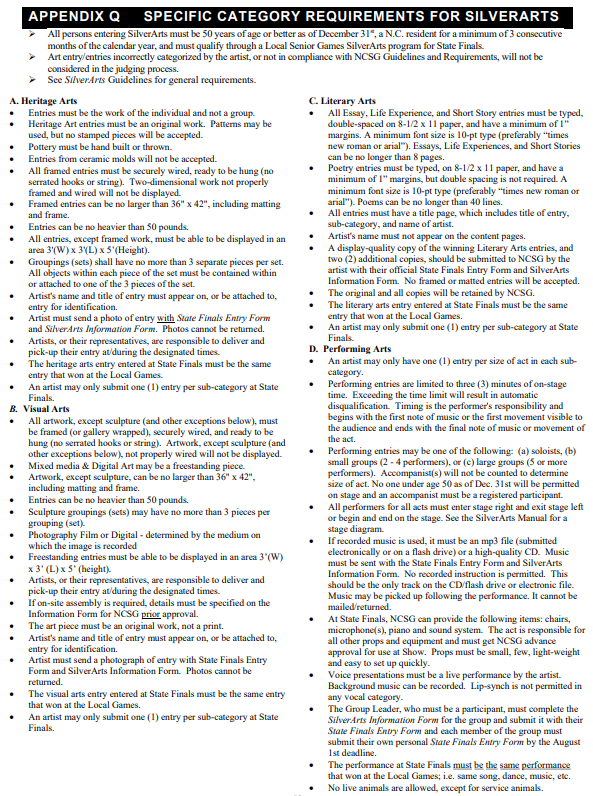 APPENDIX Q SPECIFIC CATEGORY REQUIREMENTS FOR SILVERARTS
➢ All persons entering SilverArts must be 50 years of age or better as of December 31st, a N.C. resident for a minimum of 3 consecutive
months of the calendar year, and must qualify through a Local Senior Games SilverArts program for State Finals.
➢ Art entry/entries incorrectly categorized by the artist, or not in compliance with NCSG Guidelines and Requirements, will not be
considered in the judging process.
➢ See SilverArts Guidelines for general requirements.
A. Heritage Arts
• Entries must be the work of the individual and not a group.
• Heritage Art entries must be an original work. Patterns may be
used, but no stamped pieces will be accepted.
• Pottery must be hand built or thrown.
• Entries from ceramic molds will not be accepted.
• All framed entries must be securely wired, ready to be hung (no
serrated hooks or string). Two-dimensional work not properly
framed and wired will not be displayed.
• Framed entries can be no larger than 36" x 42", including matting
and frame.
• Entries can be no heavier than 50 pounds.
• All entries, except framed work, must be able to be displayed in an
area 3'(W) x 3'(L) x 5'(Height).
• Groupings (sets) shall have no more than 3 separate pieces per set.
All objects within each piece of the set must be contained within
or attached to one of the 3 pieces of the set.
• Artist's name and title of entry must appear on, or be attached to,
entry for identification.
• Artist must send a photo of entry with State Finals Entry Form
and SilverArts Information Form. Photos cannot be returned.
• Artists, or their representatives, are responsible to deliver and
pick-up their entry at/during the designated times.
• The heritage arts entry entered at State Finals must be the same
entry that won at the Local Games.
• An artist may only submit one (1) entry per sub-category at State
Finals.
B. Visual Arts
• All artwork, except sculpture (and other exceptions below), must
be framed (or gallery wrapped), securely wired, and ready to be
hung (no serrated hooks or string). Artwork, except sculpture (and
other exceptions below), not properly wired will not be displayed.
• Mixed media & Digital Art may be a freestanding piece.
• Artwork, except sculpture, can be no larger than 36" x 42",
including matting and frame.
• Entries can be no heavier than 50 pounds.
• Sculpture groupings (sets) may have no more than 3 pieces per
grouping (set).
• Photography Film or Digital - determined by the medium on
which the image is recorded
• Freestanding entries must be able to be displayed in an area 3'(W)
x 3' (L) x 5' (height).
• Artists, or their representatives, are responsible to deliver and
pick-up their entry at/during the designated times.
• If on-site assembly is required, details must be specified on the
Information Form for NCSG prior approval.
• The art piece must be an original work, not a print.
• Artist's name and title of entry must appear on, or be attached to,
entry for identification.
• Artist must send a photograph of entry with State Finals Entry
Form and SilverArts Information Form. Photos cannot be
returned.
• The visual arts entry entered at State Finals must be the same entry
that won at the Local Games.
• An artist may only submit one (1) entry per sub-category at State
Finals.
C. Literary Arts
• All Essay, Life Experience, and Short Story entries must be typed,
double-spaced on 8-1/2 x 11 paper, and have a minimum of 1"
margins. A minimum font size is 10-pt type (preferably "times
new roman or arial"). Essays, Life Experiences, and Short Stories
can be no longer than 8 pages.
• Poetry entries must be typed, on 8-1/2 x 11 paper, and have a
minimum of 1" margins, but double spacing is not required. A
minimum font size is 10-pt type (preferably "times new roman or
arial"). Poems can be no longer than 40 lines.
• All entries must have a title page, which includes title of entry,
sub-category, and name of artist.
• Artist's name must not appear on the content pages.
• A display-quality copy of the winning Literary Arts entries, and
two (2) additional copies, should be submitted to NCSG by the
artist with their official State Finals Entry Form and SilverArts
Information Form. No framed or matted entries will be accepted.
• The original and all copies will be retained by NCSG.
• The literary arts entry entered at State Finals must be the same
entry that won at the Local Games.
• An artist may only submit one (1) entry per sub-category at State
Finals.
D. Performing Arts
• An artist may only have one (1) entry per size of act in each sub-
category.
• Performing entries are limited to three (3) minutes of on-stage
time. Exceeding the time limit will result in automatic
disqualification. Timing is the performer's responsibility and
begins with the first note of music or the first movement visible to
the audience and ends with the final note of music or movement of
the act.
• Performing entries may be one of the following: (a) soloists, (b)
small groups (2 - 4 performers), or (c) large groups (5 or more
performers). Accompanist(s) will not be counted to determine
size of act. No one under age 50 as of Dec. 31st will be permitted
on stage and an accompanist must be a registered participant.
• All performers for all acts must enter stage right and exit stage left
or begin and end on the stage. See the SilverArts Manual for a
stage diagram.
• If recorded music is used, it must be an mp3 file (submitted
electronically or on a flash drive) or a high-quality CD. Music
must be sent with the State Finals Entry Form and SilverArts
Information Form. No recorded instruction is permitted. This
should be the only track on the CD/flash drive or electronic file.
Music may be picked up following the performance. It cannot be
mailed/returned.
• At State Finals, NCSG can provide the following items: chairs,
microphone(s), piano and sound system. The act is responsible for
all other props and equipment and must get NCSG advance
approval for use at Show. Props must be small, few, light-weight
and easy to set up quickly.
• Voice presentations must be a live performance by the artist.
Background music can be recorded. Lip-synch is not permitted in
any vocal category.
• The Group Leader, who must be a participant, must complete the
SilverArts Information Form for the group and submit it with their
State Finals Entry Form and each member of the group must
submit their own personal State Finals Entry Form by the August
1st deadline.
• The performance at State Finals must be the same performance
that won at the Local Games; i.e. same song, dance, music, etc.
• No live animals are allowed, except for service animals.